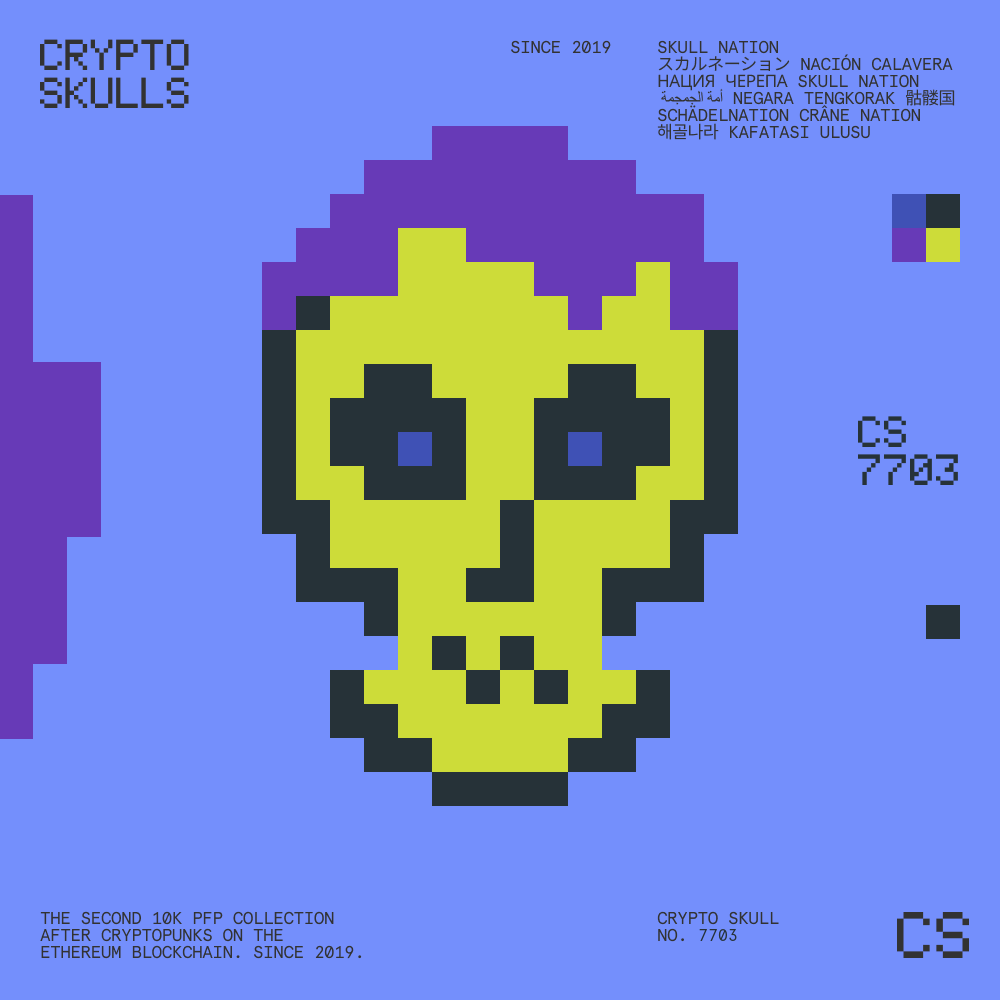 CRYPTO
SKULLS
SINCE 2019
SKULL NATION
スカルネーション NACIÓN CALAVERA
НАЦИЯ ЧЕРЕПА SKULL NATION
أمة الجمجمة NEGARA TENGKORAK 骷髅国
SCHÄDELNATION CRÂNE NATION
해골나라 KAFATASI ULUSU
CS
7703
THE SECOND 10K PFP COLLECTION
AFTER CRYPTOPUNKS ON THE
ETHEREUM BLOCKCHAIN. SINCE 2019.
CRYPTO SKULL
NO. 7703
CS